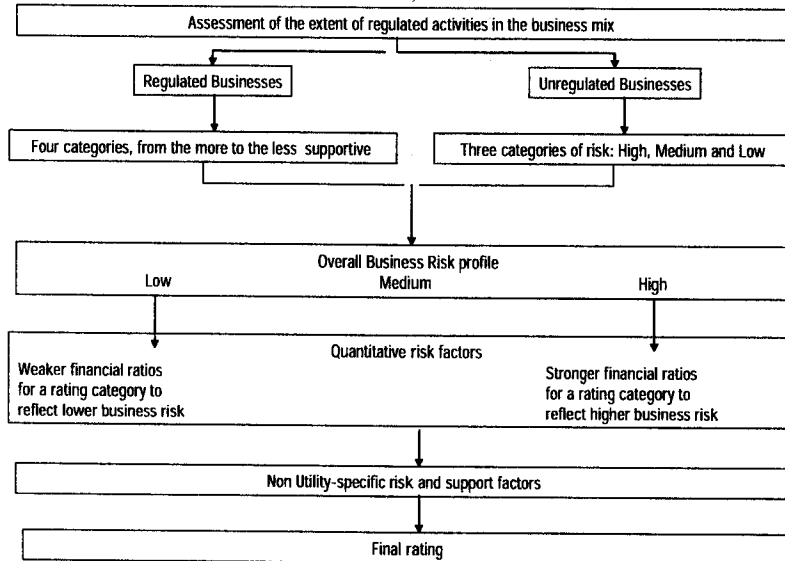 Assessment of the extent of regulated activities in the business mix
Regulated Businesses
Unregulated Businesses
Four categories, from the more to the less supportive
Three categories of risk: High, Medium and Low
Overall Business Risk profile
Low
Medium
High
Quantitative risk factors
Weaker financial ratios
for a rating category to
reflect lower business risk
Stronger financial ratios
for a rating category to
reflect higher business risk
Non Utility-specific risk and support factors
Final rating